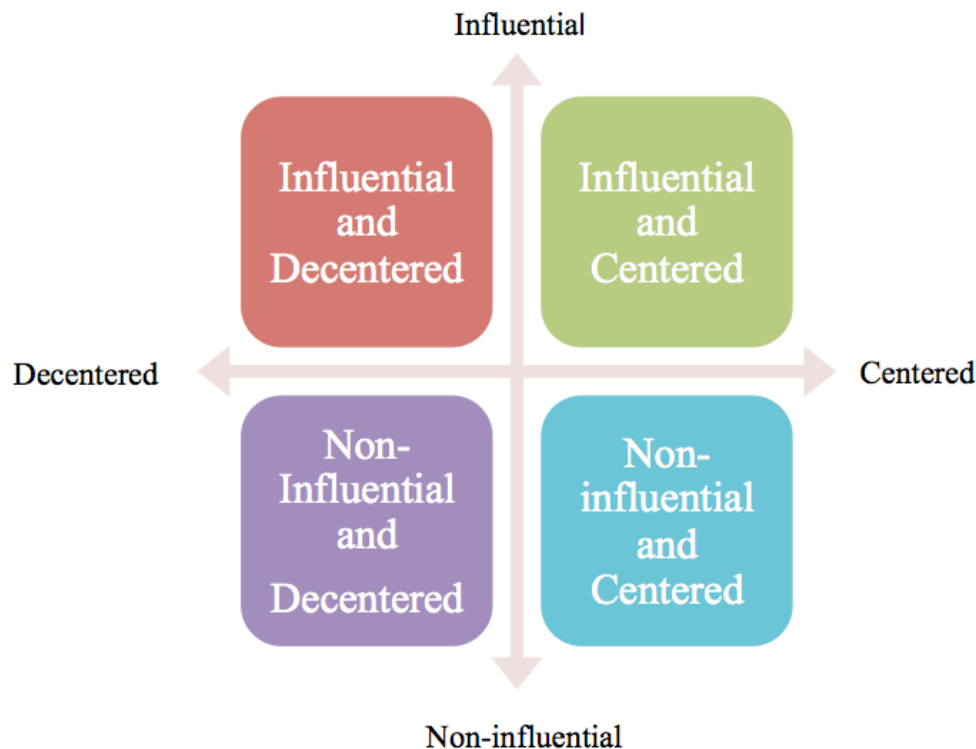 Influential
Influential
and
Decentered
Influential
and
Centered
Decentered
Centered
Non-
Influential
and
Decentered
Non-
influential
and
Centered
Non-influential